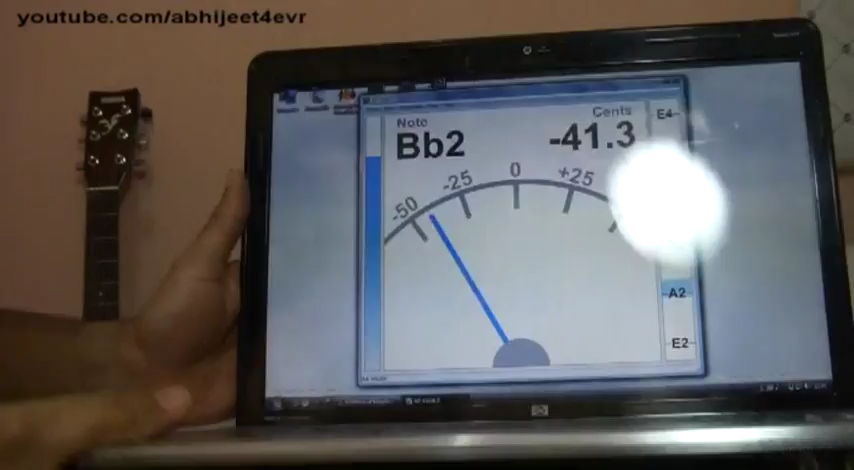 youtube.com/abhijeet4evr
Note
Cents
Bb2
-41.3
-50
-25
0
+25
E4
A2
E2